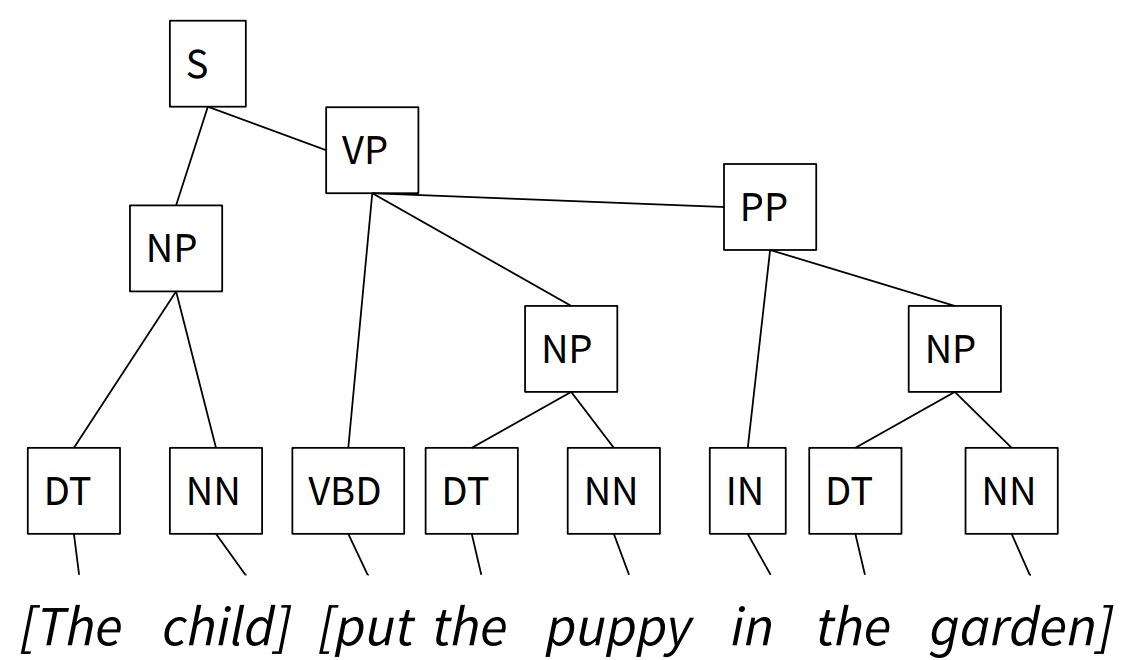 S
VP
PP
NP
NP
NP
DT NN VBD DT NN IN DT NN
[The child] [put the puppy in the garden]